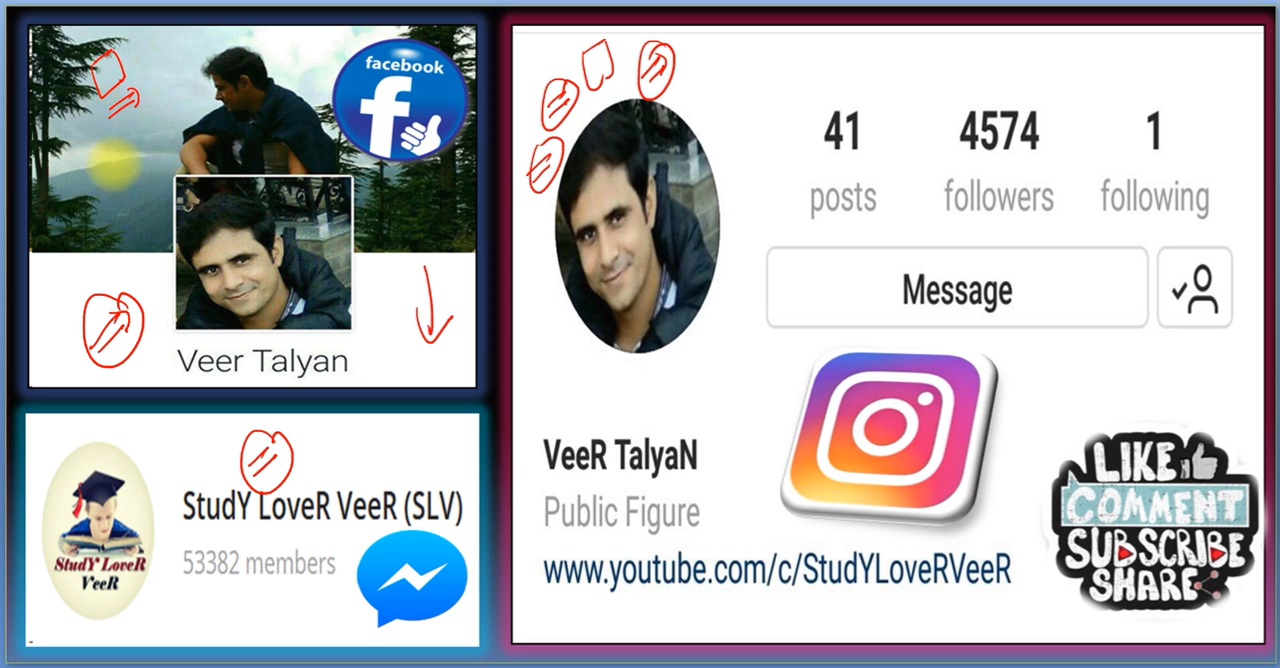 facebook
f
Veer Talyan
StudY LoveR VeeR (SLV)
53382 members
StudY LoveR
VeeR
41
posts
4574
followers
1
following
Message
VeeR TalyaN
Public Figure
www.youtube.com/c/StudYLoveRVeeR
LIKE
COMMENT
SUBSCRIBE
SHARE